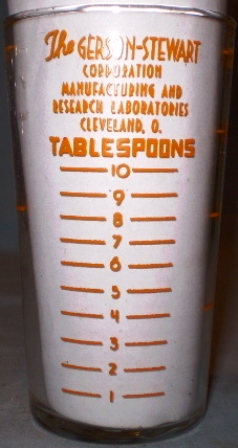 The GERSON-STEWART
CORPORATION
MANUFACTURING AND
RESEARCH LABORATORIES
CLEVELAND, O.
TABLESPOONS
10
9
8
7
6
5
4
3
2
1